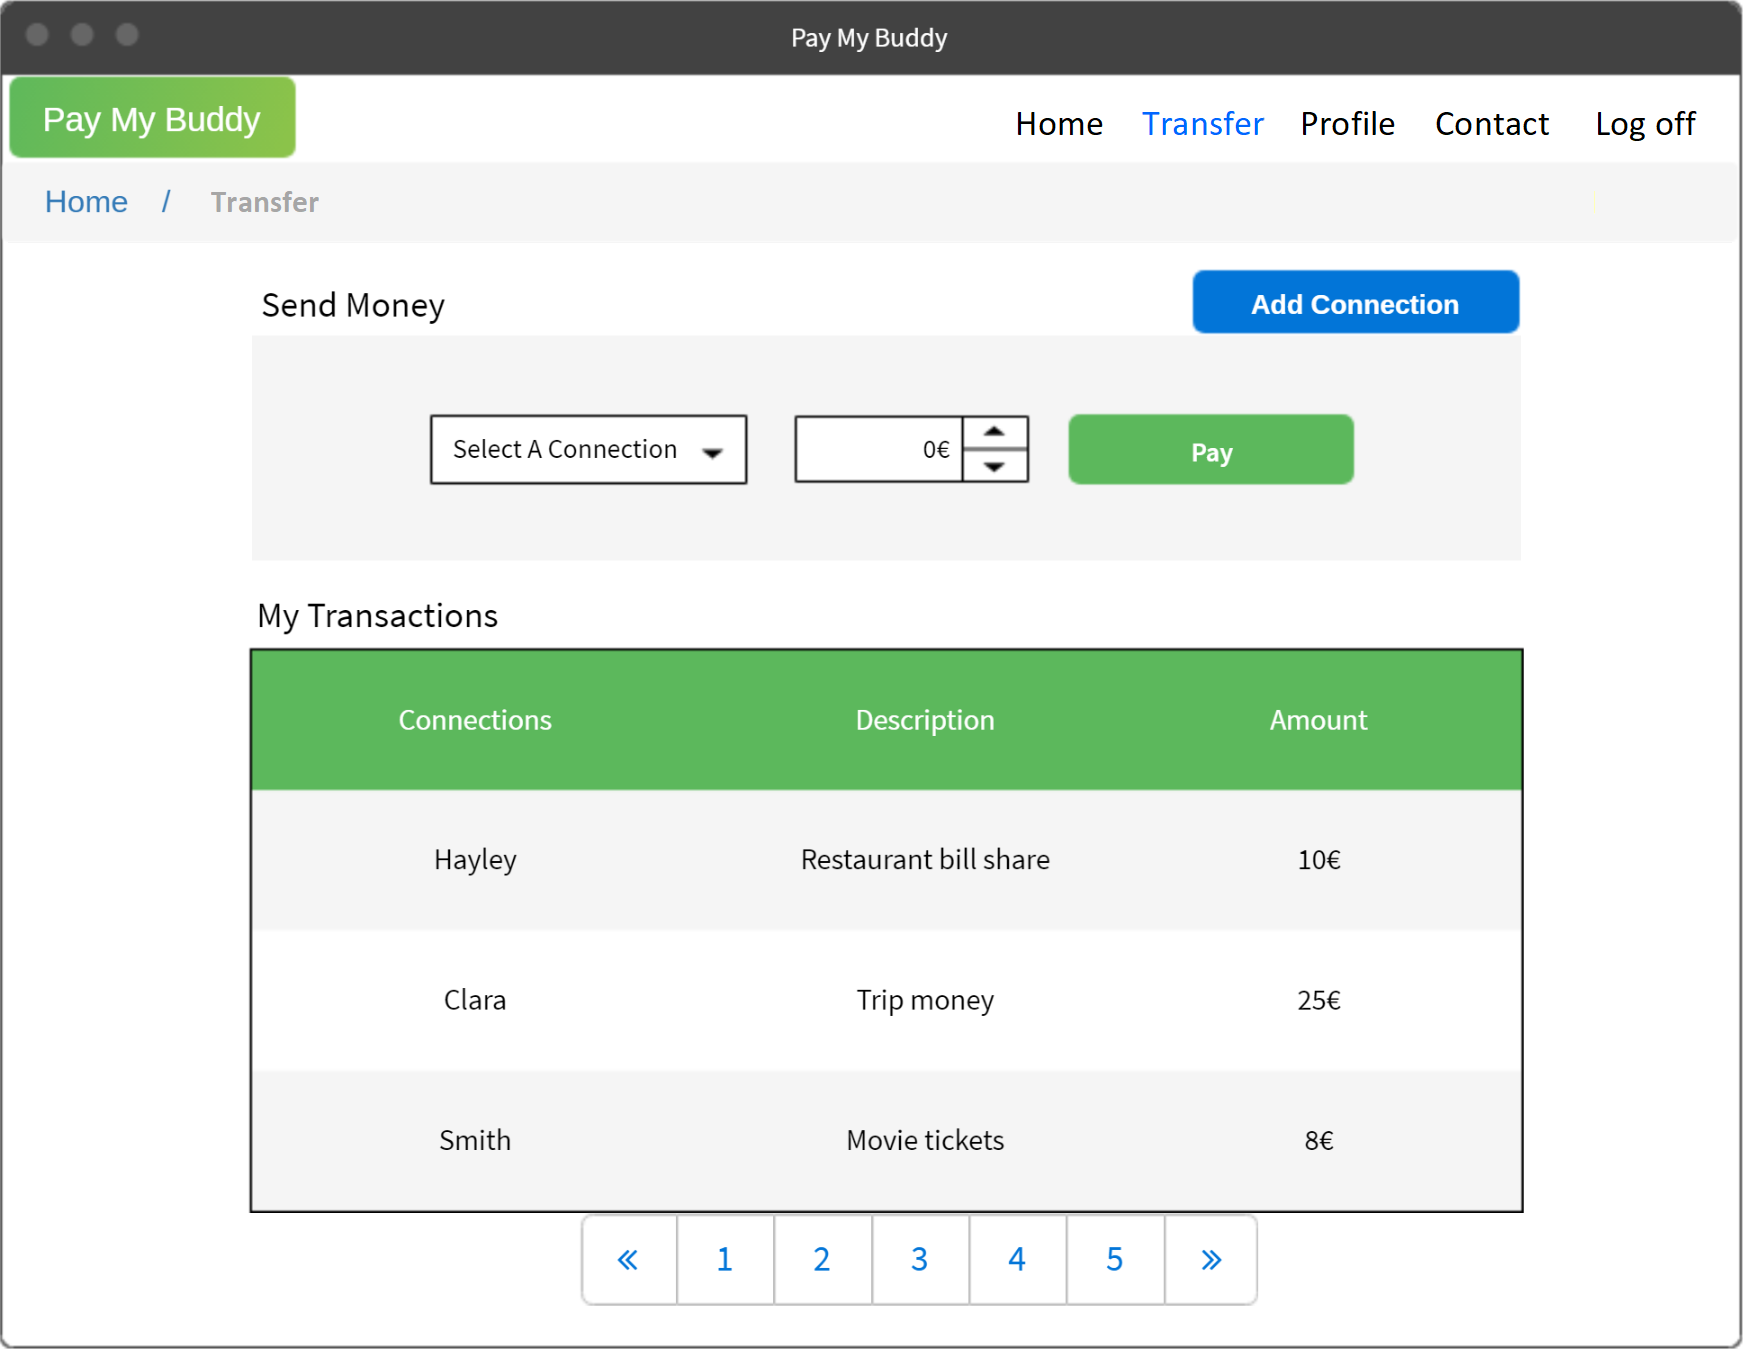 Pay My Buddy
Pay My Buddy
Home Transfer Profile Contact Log off
Home / Transfer
Send Money
Add Connection
Select A Connection 0€ Pay
My Transactions
Connections Description Amount
Hayley Restaurant bill share 10€
Clara Trip money 25€
Smith Movie tickets 8€
« 1 2 3 4 5 »